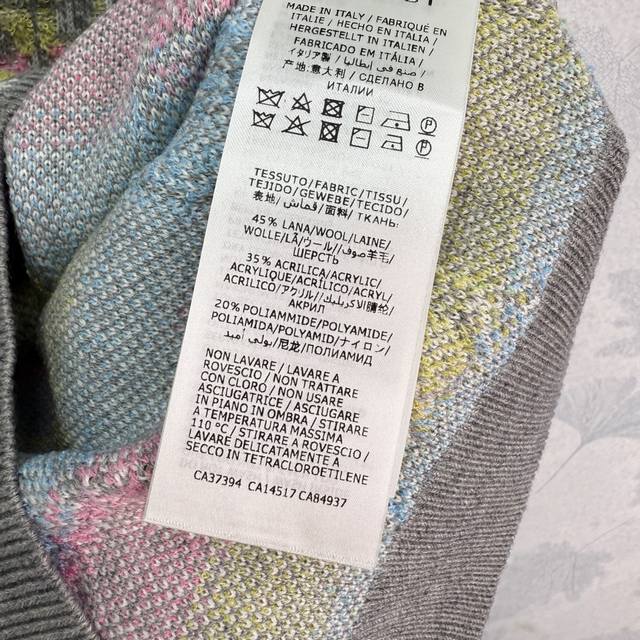 MADE IN ITALY / FABRIQUÉ EN
ITALIE / HECHO EN ITALIA /
HERGESTELLT IN ITALIEN /
FABRICADO EM ITÁLIA /
イタリア製 / صنع في إيطاليا /
产地:意大利 / СДЕЛАНО В
ИТАЛИИ
TESSUTO/FABRIC/TISSU/
TEJIDO/GEWEBE/TECIDO/
表地/قماش/面料/ ТКАНЬ:
45% LANA/WOOL/LAINE/
WOLLE/LÃ/ウール/صوف/羊毛/
ШЕРСТЬ
35% ACRILICA/ACRYLIC/
ACRYLIQUE/ACRÍLICO/ACRYL/
ACRÍLICO/アクリル/الاكريليك/腈纶/
АКРИЛ
20% POLIAMMIDE/POLYAMIDE/
POLIAMIDA/POLYAMID/ナイロン/
بولي أميد/尼龙/ПОЛИАМИД
NON LAVARE / LAVARE A
ROVESCIO / NON TRATTARE
CON CLORO / NON USARE
ASCIUGATRICE / ASCIUGARE
IN PIANO IN OMBRA / STIRARE
A TEMPERATURA MASSIMA
110 °C / STIRARE A ROVESCIO /
LAVARE DELICATAMENTE A
SECCO IN TETRACLOROETILENE
CA37394 CA14517 CA84937